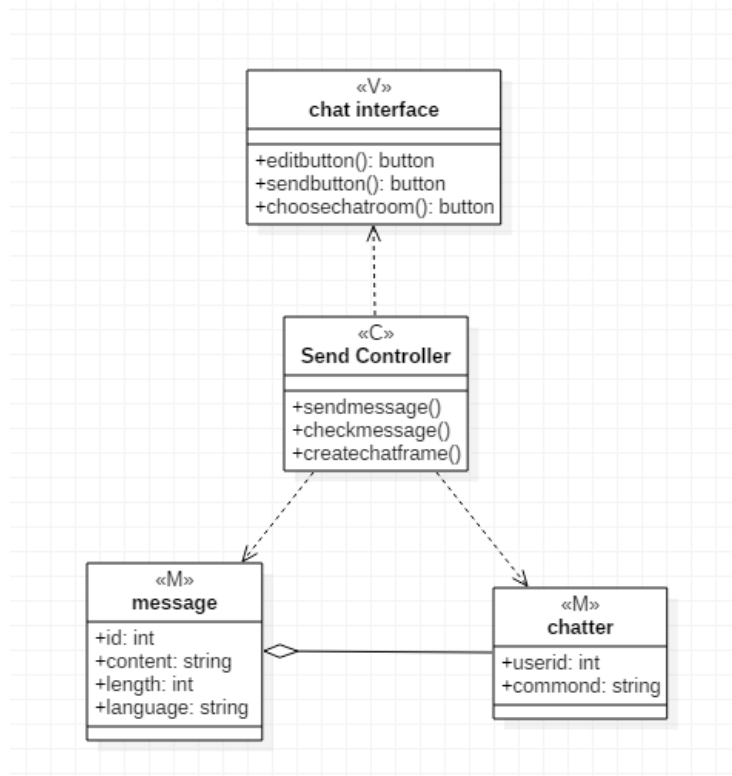 «V»
chat interface
+editbutton(): button
+sendbutton(): button
+choosechatroom(): button
«C»
Send Controller
+sendmessage()
+checkmessage()
+createchatframe()
«M»
message
+id: int
+content: string
+length: int
+language: string
«M»
chatter
+userid: int
+commond: string